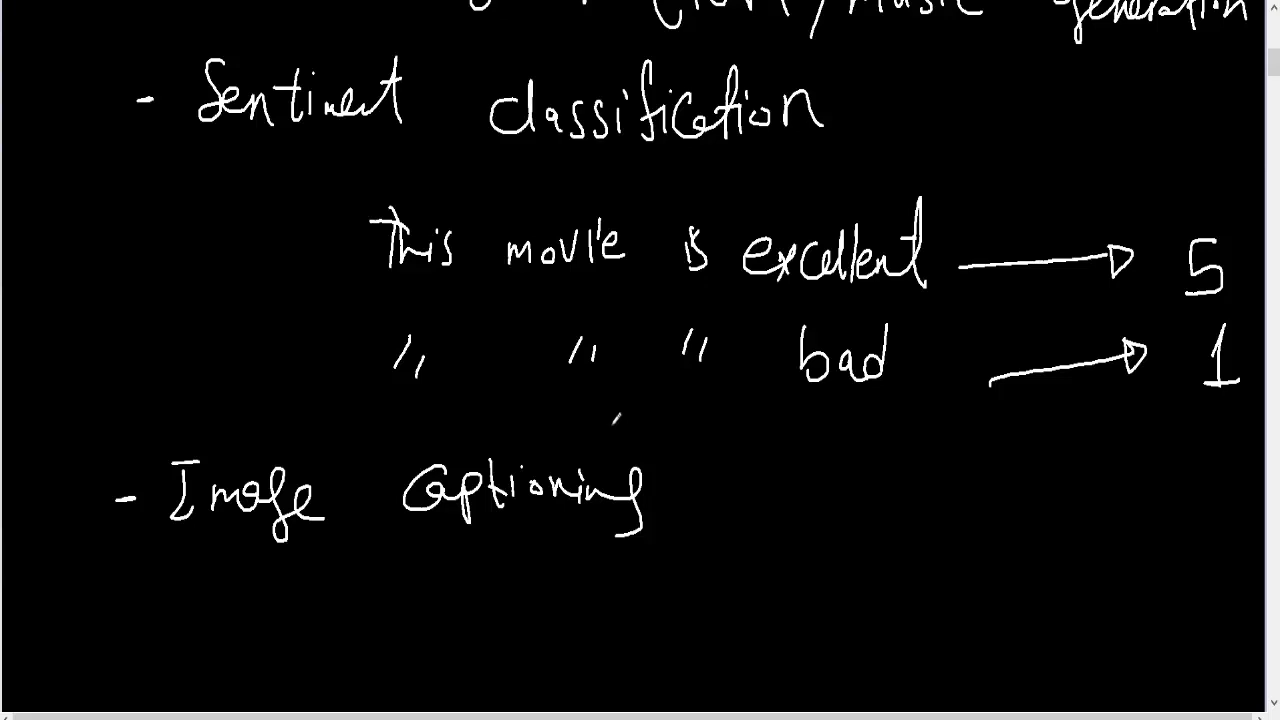 /Music generation
- Sentiment classification
This movie is excellent → 5
" " " bad → 1
- Image Captioning